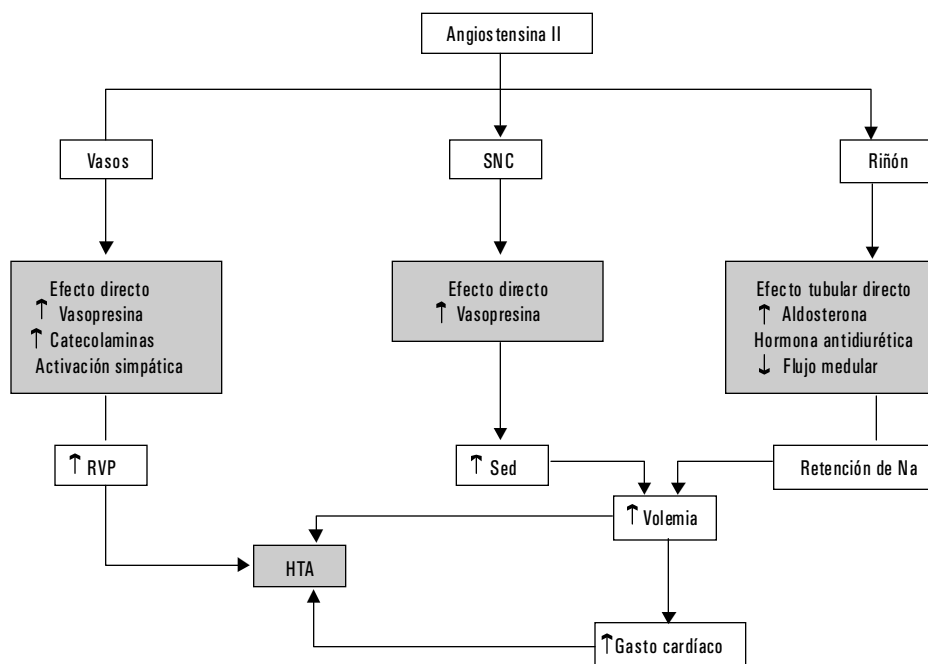 Angiostensina II
Vasos
SNC
Riñón
Efecto directo
↑ Vasopresina
↑ Catecolaminas
Activación simpática
Efecto directo
↑ Vasopresina
Efecto tubular directo
↑ Aldosterona
Hormona antidiurética
↓ Flujo medular
↑ RVP
↑ Sed
Retención de Na
↑ Volemia
HTA
↑ Gasto cardíaco